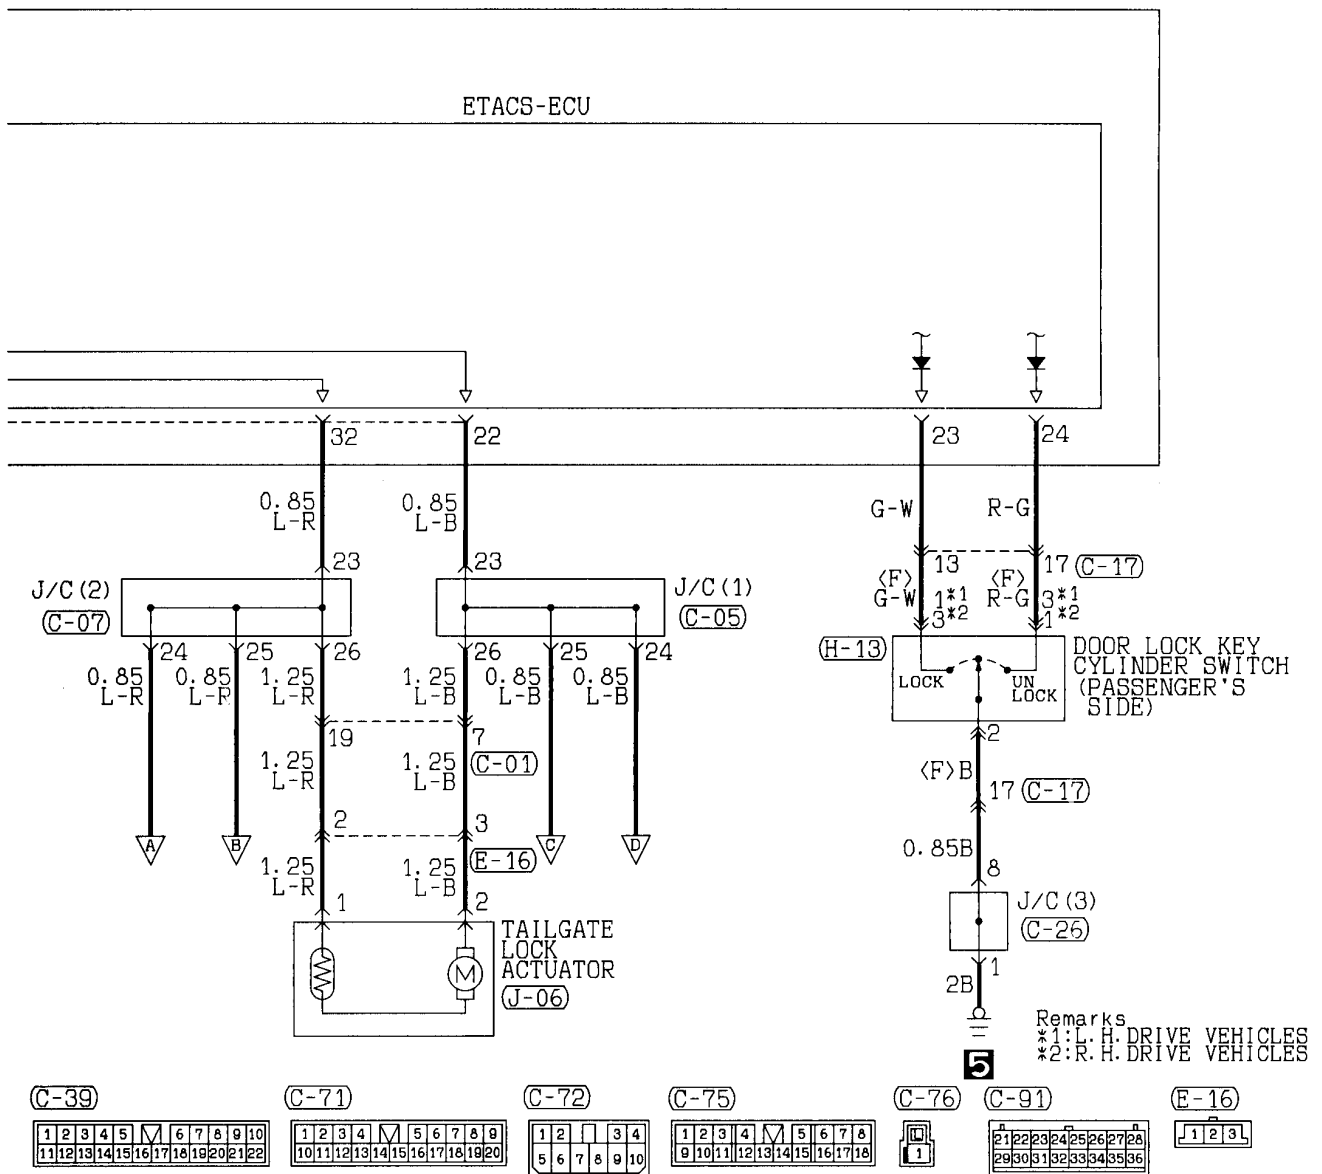 ETACS-ECU
32 22 23 24
0.85 L-R
0.85 L-B
G-W
R-G
23 23 13 17 (C-17)
J/C(2)
(C-07)
J/C(1)
(C-05)
<F> G-W 1*1 3*2
<F> R-G 3*1 1*2
24 25 26 26 25 24
0.85 L-R
0.85 L-R
1.25 L-R
1.25 L-B
0.85 L-B
0.85 L-B
(H-13)
LOCK
UN LOCK
DOOR LOCK KEY
CYLINDER SWITCH
(PASSENGER'S
SIDE)
19 7
1.25 L-R
1.25 L-B
(C-01)
2
<F>B
17 (C-17)
2 3
A B C D
1.25 L-R
1.25 L-B
(E-16)
0.85B
8
1 2
J/C(3)
(C-26)
TAILGATE
LOCK
ACTUATOR
(J-06)
M
1
2B
5
Remarks
*1:L.H.DRIVE VEHICLES
*2:R.H.DRIVE VEHICLES
(C-39) (C-71) (C-72) (C-75) (C-76) (C-91) (E-16)
1 2 3 4 5 6 7 8 9 10
11 12 13 14 15 16 17 18 19 20 21 22
1 2 3 4 5 6 7 8 9
10 11 12 13 14 15 16 17 18 19 20
1 2 3 4
5 6 7 8 9 10
1 2 3 4 5 6 7 8
9 10 11 12 13 14 15 16 17 18
1
21 22 23 24 25 26 27 28
29 30 31 32 33 34 35 36
1 2 3